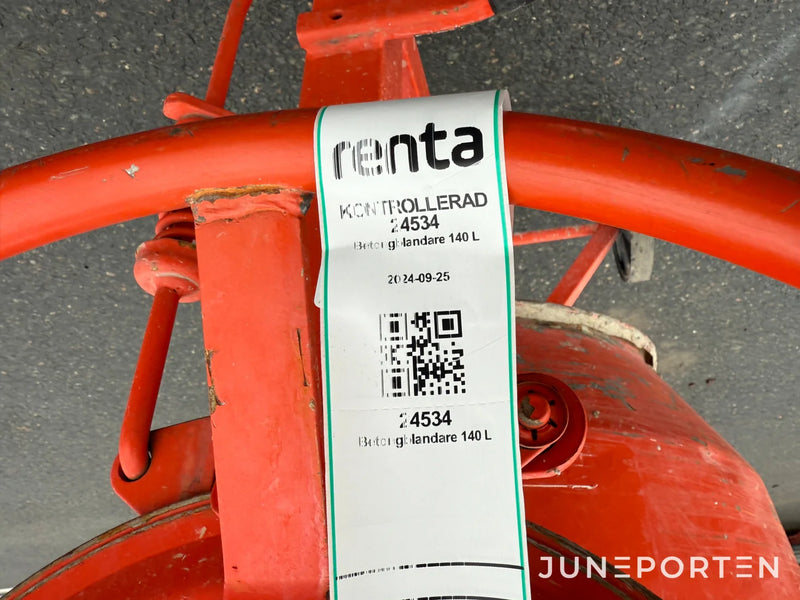 renta
KONTROLLERAD
24534
Betongblandare 140 L
2024-09-25
24534
Betongblandare 140 L
JUNEPORTEN